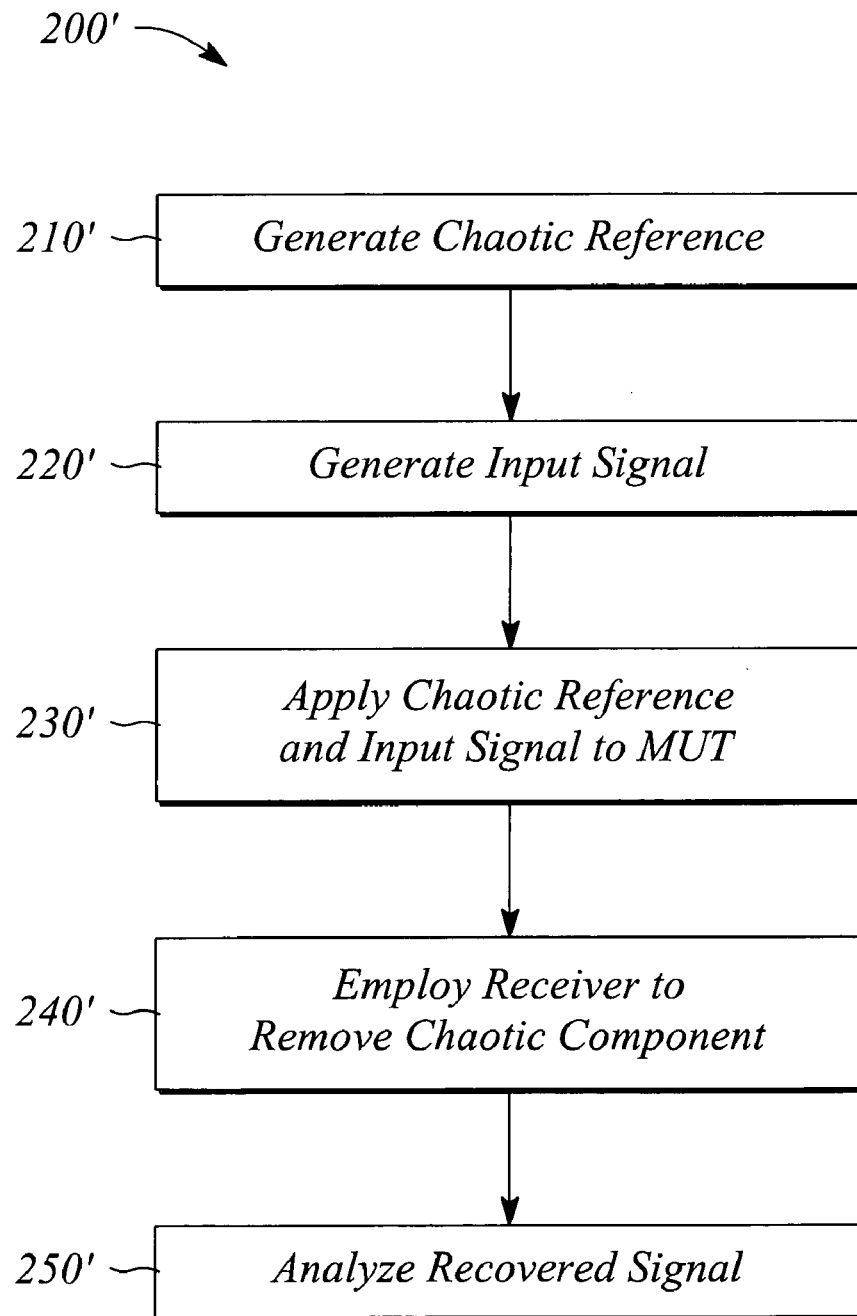 200'
210'
Generate Chaotic Reference
220'
Generate Input Signal
230'
Apply Chaotic Reference
and Input Signal to MUT
240'
Employ Receiver to
Remove Chaotic Component
250'
Analyze Recovered Signal